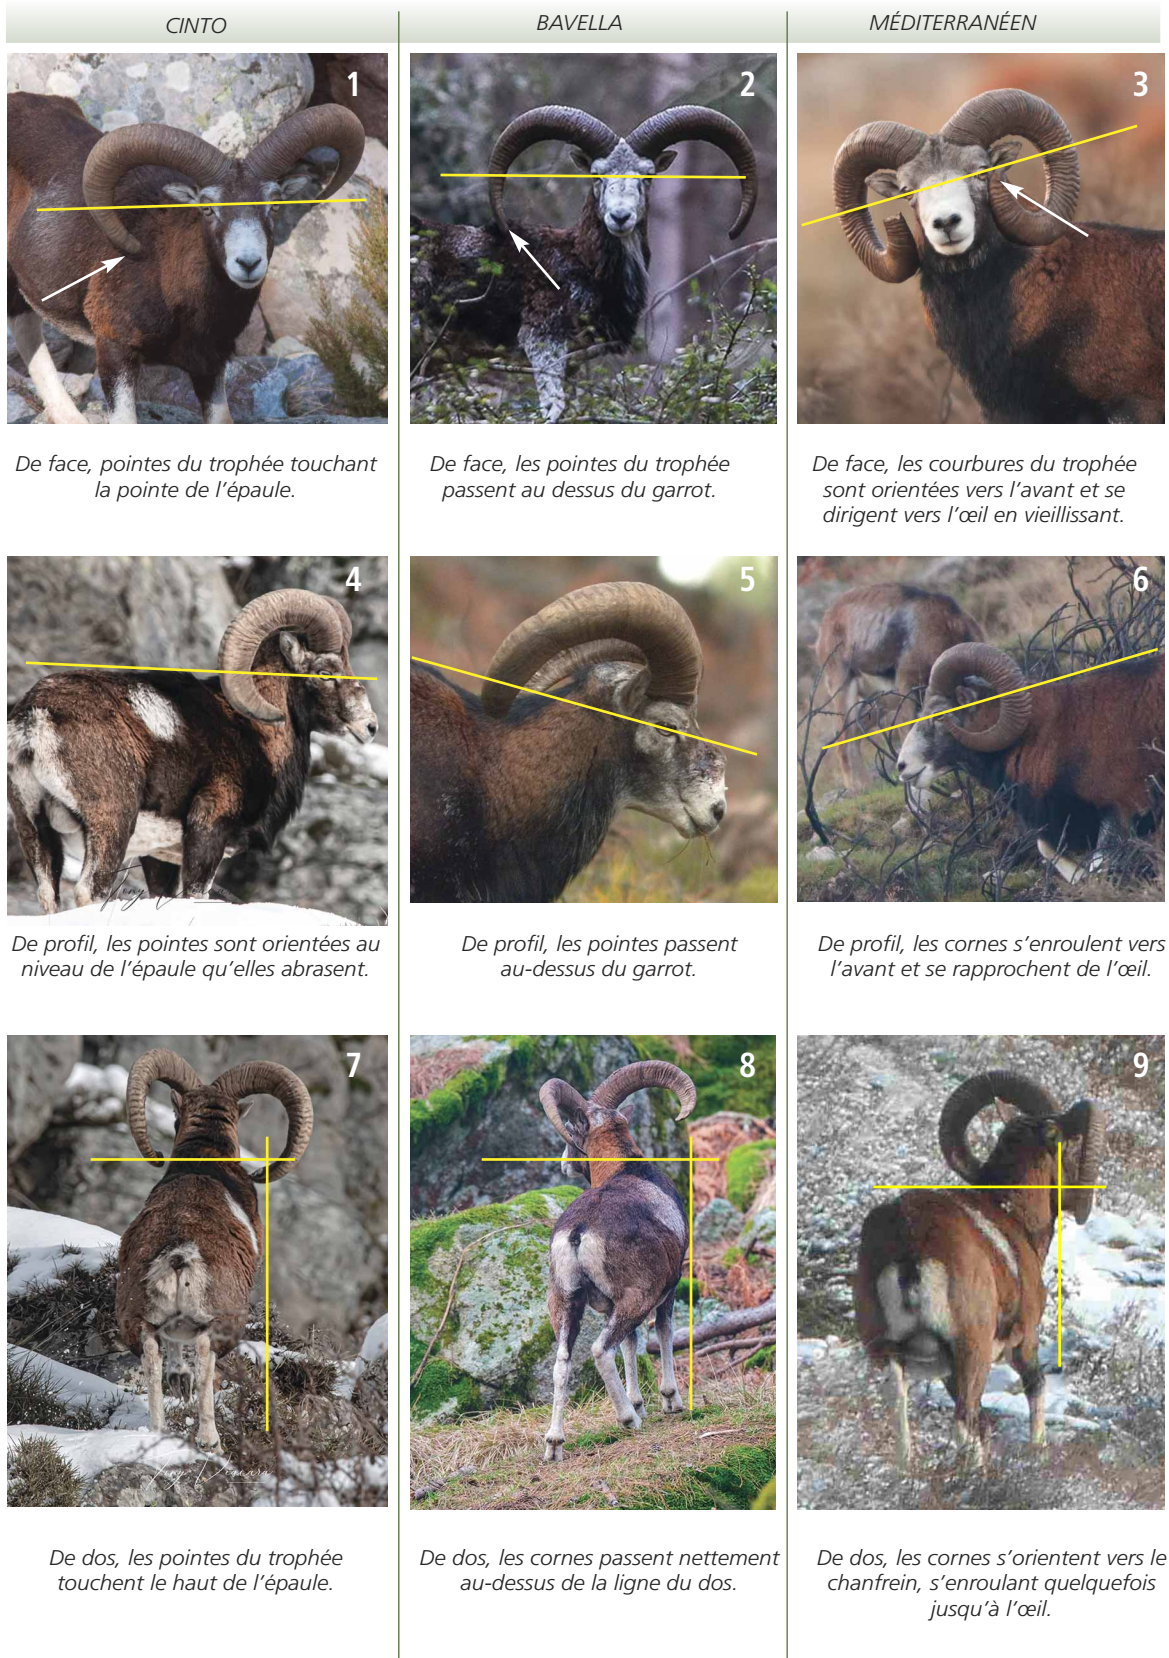 CINTO
BAVELLA
MÉDITERRANÉEN
1
2
3
De face, pointes du trophée touchant
la pointe de l’épaule.
De face, les pointes du trophée
passent au dessus du garrot.
De face, les courbures du trophée
sont orientées vers l’avant et se
dirigent vers l’œil en vieillissant.
4
5
6
De profil, les pointes sont orientées au
niveau de l’épaule qu’elles abrasent.
De profil, les pointes passent
au-dessus du garrot.
De profil, les cornes s’enroulent vers
l’avant et se rapprochent de l’œil.
7
8
9
De dos, les pointes du trophée
touchent le haut de l’épaule.
De dos, les cornes passent nettement
au-dessus de la ligne du dos.
De dos, les cornes s’orientent vers le
chanfrein, s’enroulant quelquefois
jusqu’à l’œil.